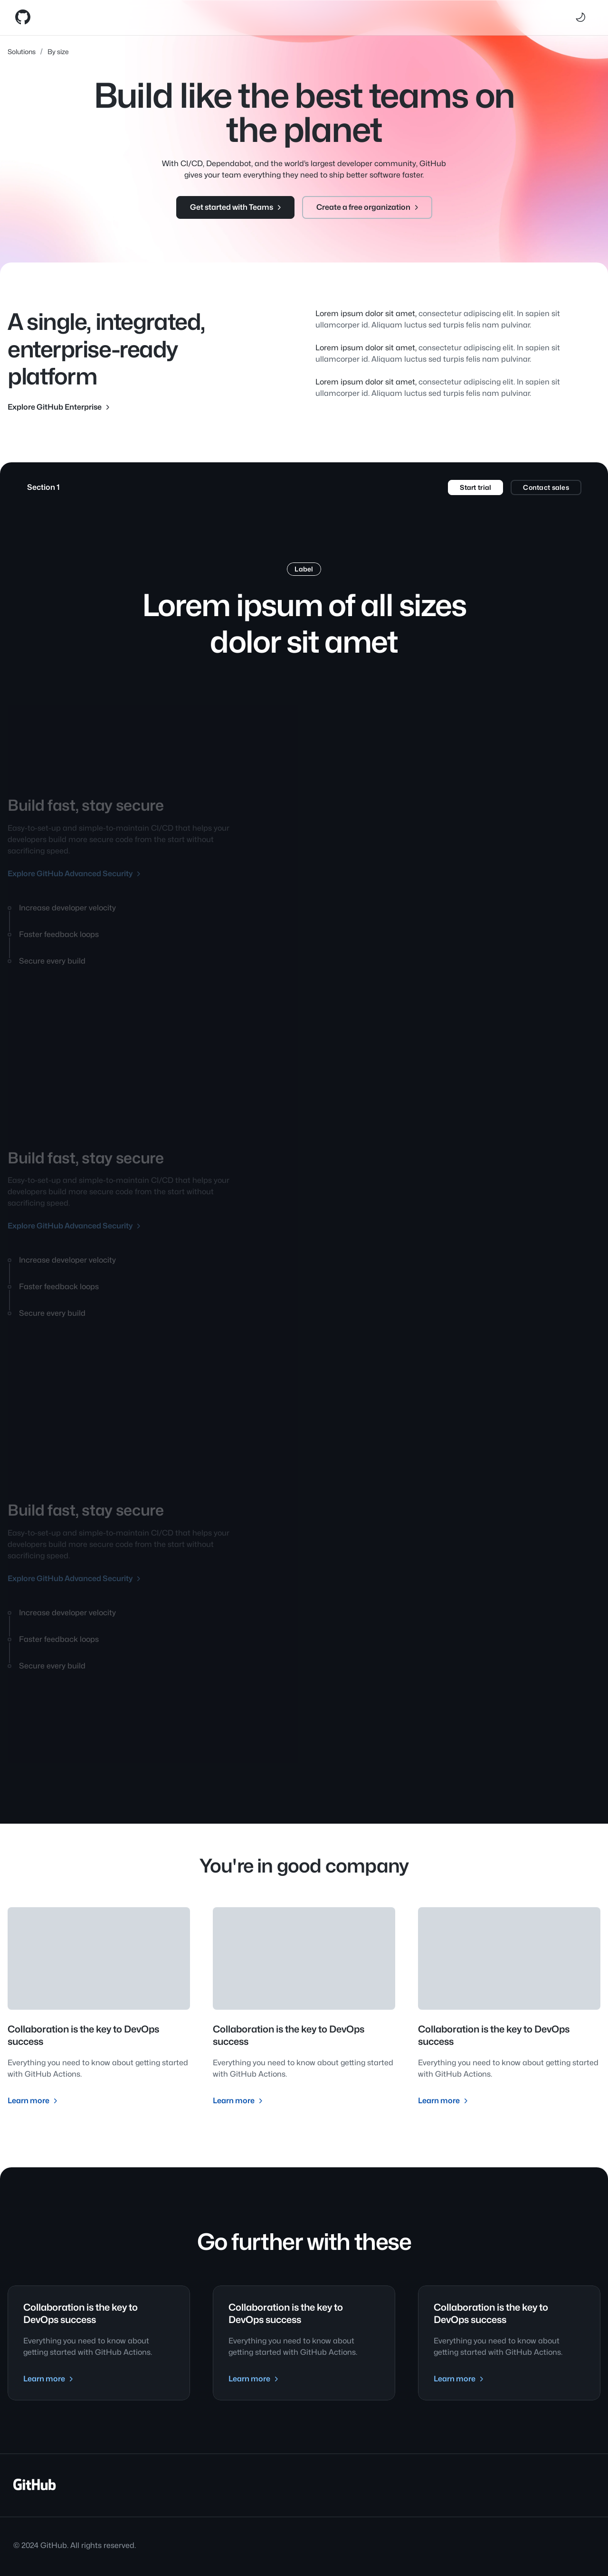 Solutions / By size
Build like the best teams on
the planet
With CI/CD, Dependabot, and the world's largest developer community, GitHub
gives your team everything they need to ship better software faster.
Get started with Teams
Create a free organization
A single, integrated,
enterprise-ready
platform
Explore GitHub Enterprise
Lorem ipsum dolor sit amet, consectetur adipiscing elit. In sapien sit
ullamcorper id. Aliquam luctus sed turpis felis nam pulvinar.
Lorem ipsum dolor sit amet, consectetur adipiscing elit. In sapien sit
ullamcorper id. Aliquam luctus sed turpis felis nam pulvinar.
Lorem ipsum dolor sit amet, consectetur adipiscing elit. In sapien sit
ullamcorper id. Aliquam luctus sed turpis felis nam pulvinar.
Section 1
Start trial
Contact sales
Label
Lorem ipsum of all sizes
dolor sit amet
Build fast, stay secure
Easy-to-set-up and simple-to-maintain CI/CD that helps your
developers build more secure code from the start without
sacrificing speed.
Explore GitHub Advanced Security
Increase developer velocity
Faster feedback loops
Secure every build
Build fast, stay secure
Easy-to-set-up and simple-to-maintain CI/CD that helps your
developers build more secure code from the start without
sacrificing speed.
Explore GitHub Advanced Security
Increase developer velocity
Faster feedback loops
Secure every build
Build fast, stay secure
Easy-to-set-up and simple-to-maintain CI/CD that helps your
developers build more secure code from the start without
sacrificing speed.
Explore GitHub Advanced Security
Increase developer velocity
Faster feedback loops
Secure every build
You're in good company
Collaboration is the key to DevOps
success
Everything you need to know about getting started
with GitHub Actions.
Learn more
Collaboration is the key to DevOps
success
Everything you need to know about getting started
with GitHub Actions.
Learn more
Collaboration is the key to DevOps
success
Everything you need to know about getting started
with GitHub Actions.
Learn more
Go further with these
Collaboration is the key to
DevOps success
Everything you need to know about
getting started with GitHub Actions.
Learn more
Collaboration is the key to
DevOps success
Everything you need to know about
getting started with GitHub Actions.
Learn more
Collaboration is the key to
DevOps success
Everything you need to know about
getting started with GitHub Actions.
Learn more
GitHub
© 2024 GitHub. All rights reserved.